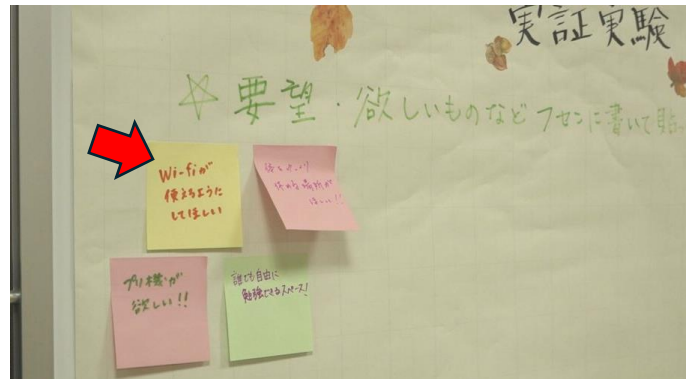 実証実験
☆要望・欲しいものなどフセンに書いて貼っ
Wi-fiが
使えるように
してほしい
休める場所が
ほしい!!
プリ機が
欲しい!!
誰でも自由に
勉強できるスペース!